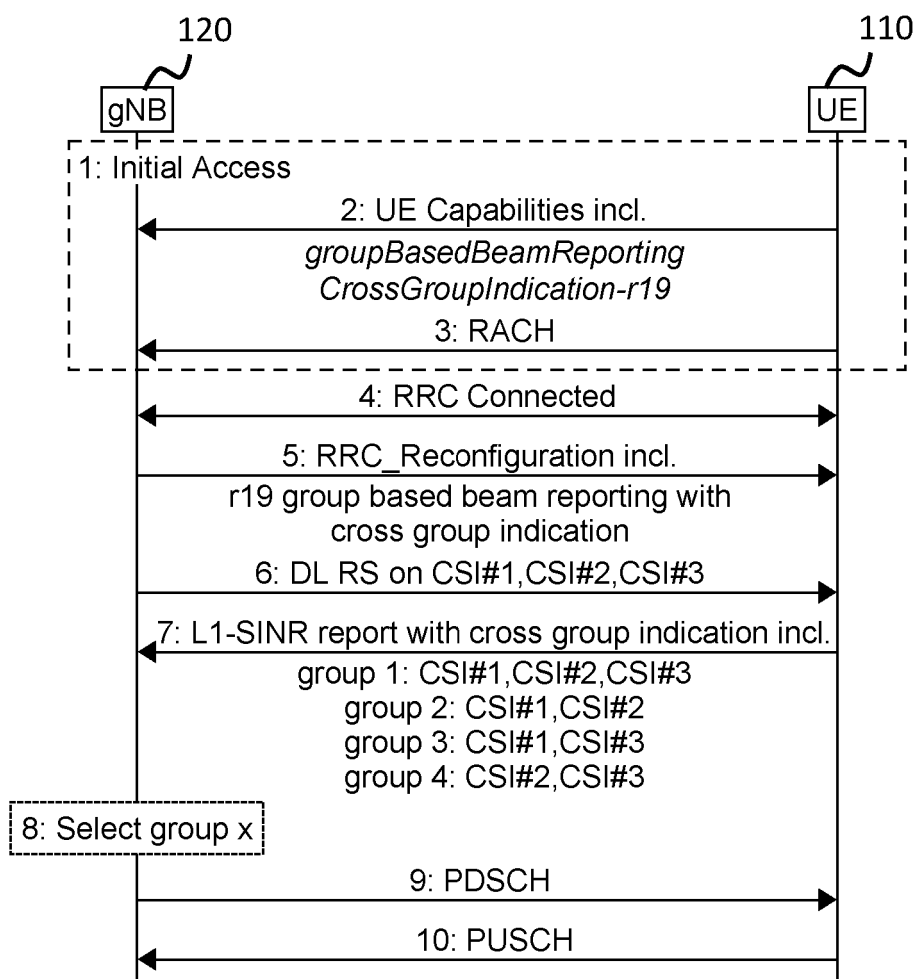 120
110
gNB
UE
1: Initial Access
2: UE Capabilities incl.
groupBasedBeamReporting
CrossGroupIndication-r19
3: RACH
4: RRC Connected
5: RRC_Reconfiguration incl.
r19 group based beam reporting with
cross group indication
6: DL RS on CSI#1,CSI#2,CSI#3
7: L1-SINR report with cross group indication incl.
group 1: CSI#1,CSI#2,CSI#3
group 2: CSI#1,CSI#2
group 3: CSI#1,CSI#3
group 4: CSI#2,CSI#3
8: Select group x
9: PDSCH
10: PUSCH